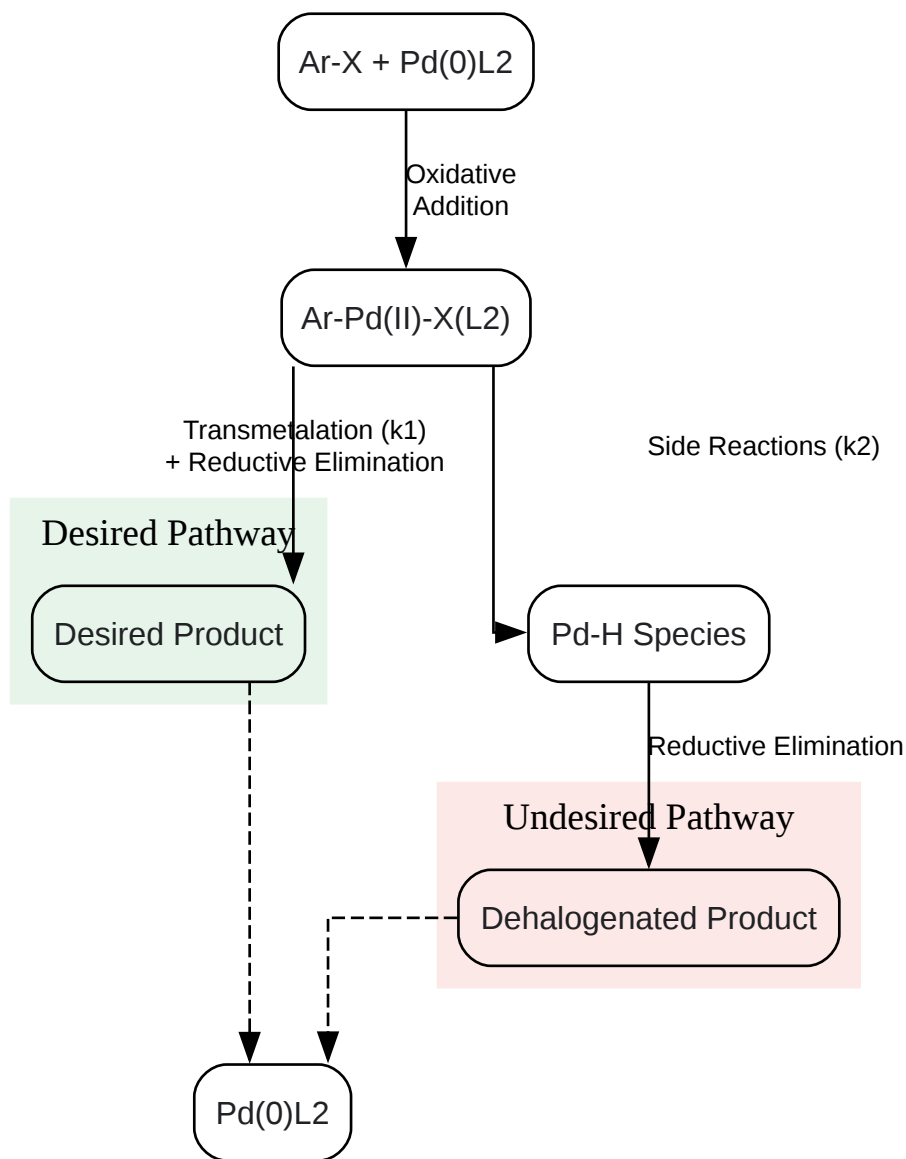 Ar-X + Pd(0)L2
Oxidative
Addition
Ar-Pd(II)-X(L2)
Transmetalation (k1)
+ Reductive Elimination
Side Reactions (k2)
Desired Pathway
Desired Product
Pd-H Species
Reductive Elimination
Undesired Pathway
Dehalogenated Product
Pd(0)L2